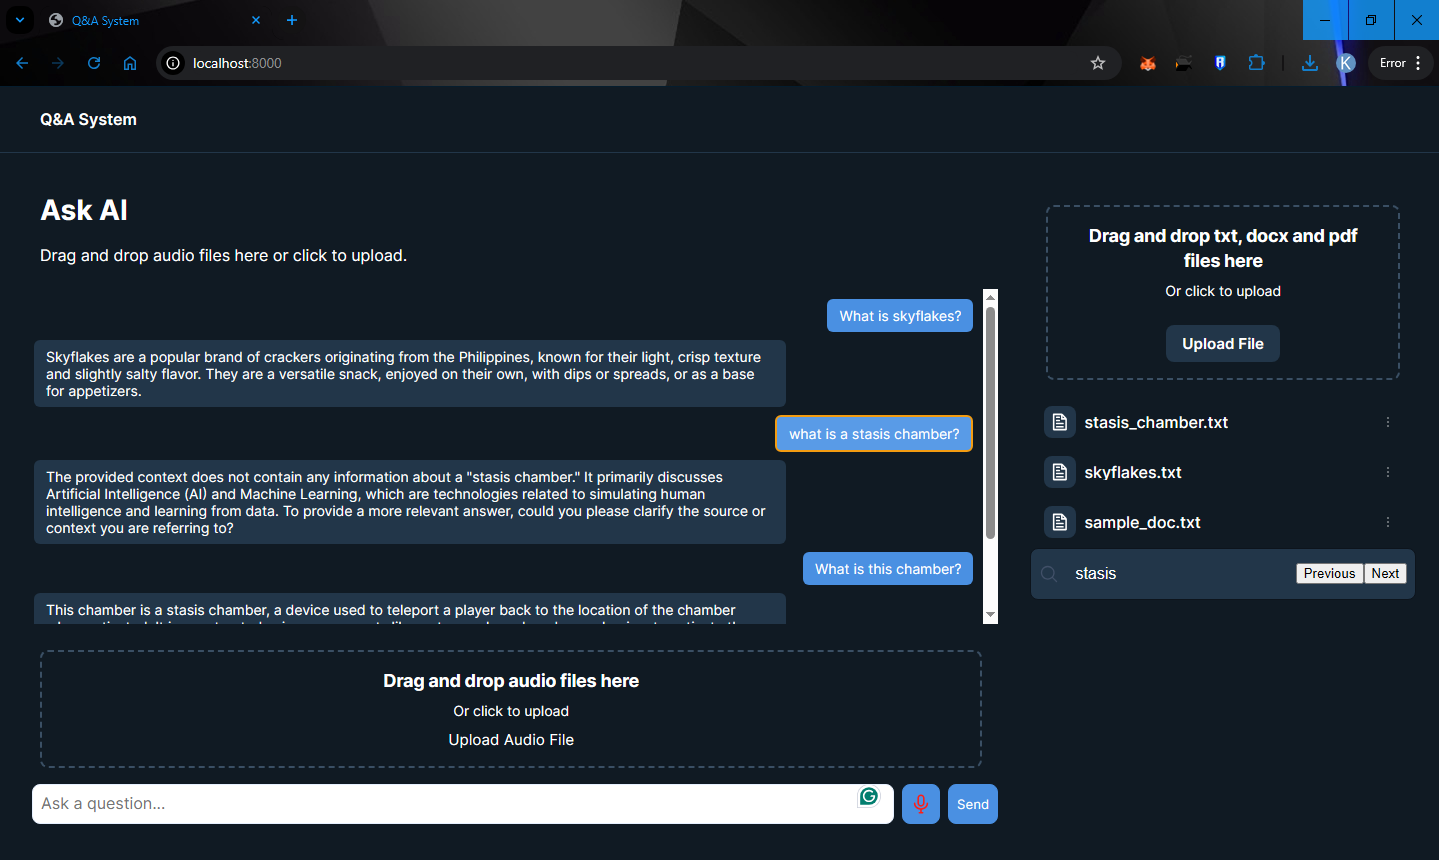 Q&A System
localhost:8000
K
Error
Q&A System
Ask AI
Drag and drop audio files here or click to upload.
What is skyflakes?
Skyflakes are a popular brand of crackers originating from the Philippines, known for their light, crisp texture
and slightly salty flavor. They are a versatile snack, enjoyed on their own, with dips or spreads, or as a base
for appetizers.
what is a stasis chamber?
The provided context does not contain any information about a "stasis chamber." It primarily discusses
Artificial Intelligence (AI) and Machine Learning, which are technologies related to simulating human
intelligence and learning from data. To provide a more relevant answer, could you please clarify the source or
context you are referring to?
What is this chamber?
This chamber is a stasis chamber, a device used to teleport a player back to the location of the chamber
Drag and drop audio files here
Or click to upload
Upload Audio File
Ask a question...
Send
Drag and drop txt, docx and pdf
files here
Or click to upload
Upload File
stasis_chamber.txt
skyflakes.txt
sample_doc.txt
stasis
Previous
Next